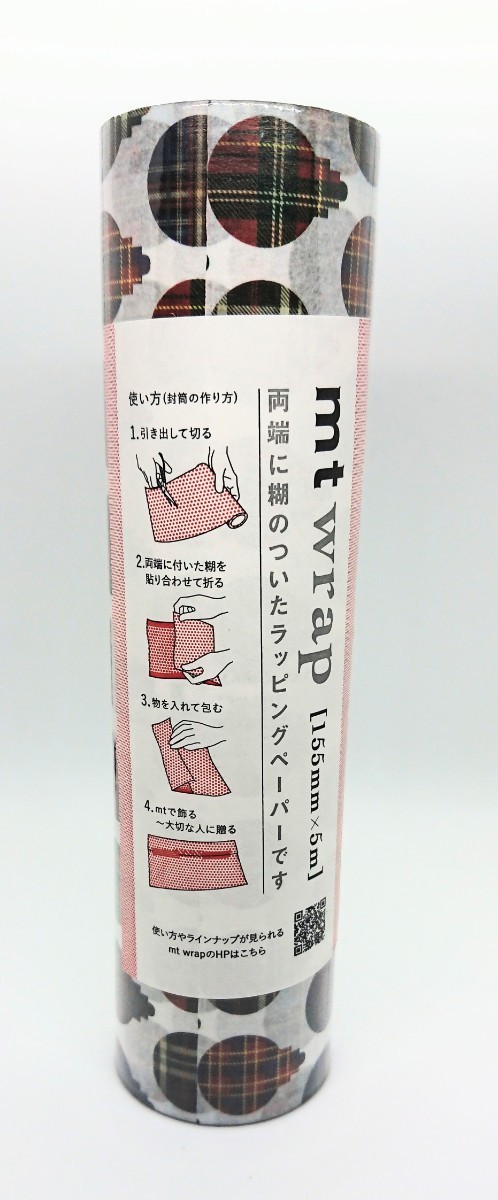 mt wrap [155mm×5m]
両端に糊のついたラッピングペーパーです
使い方(封筒の作り方)
1.引き出して切る
2.両端に付いた糊を
貼り合わせて折る
3.物を入れて包む
4.mtで飾る
～大切な人に贈る
使い方やラインナップが見られる
mt wrapのHPはこちら